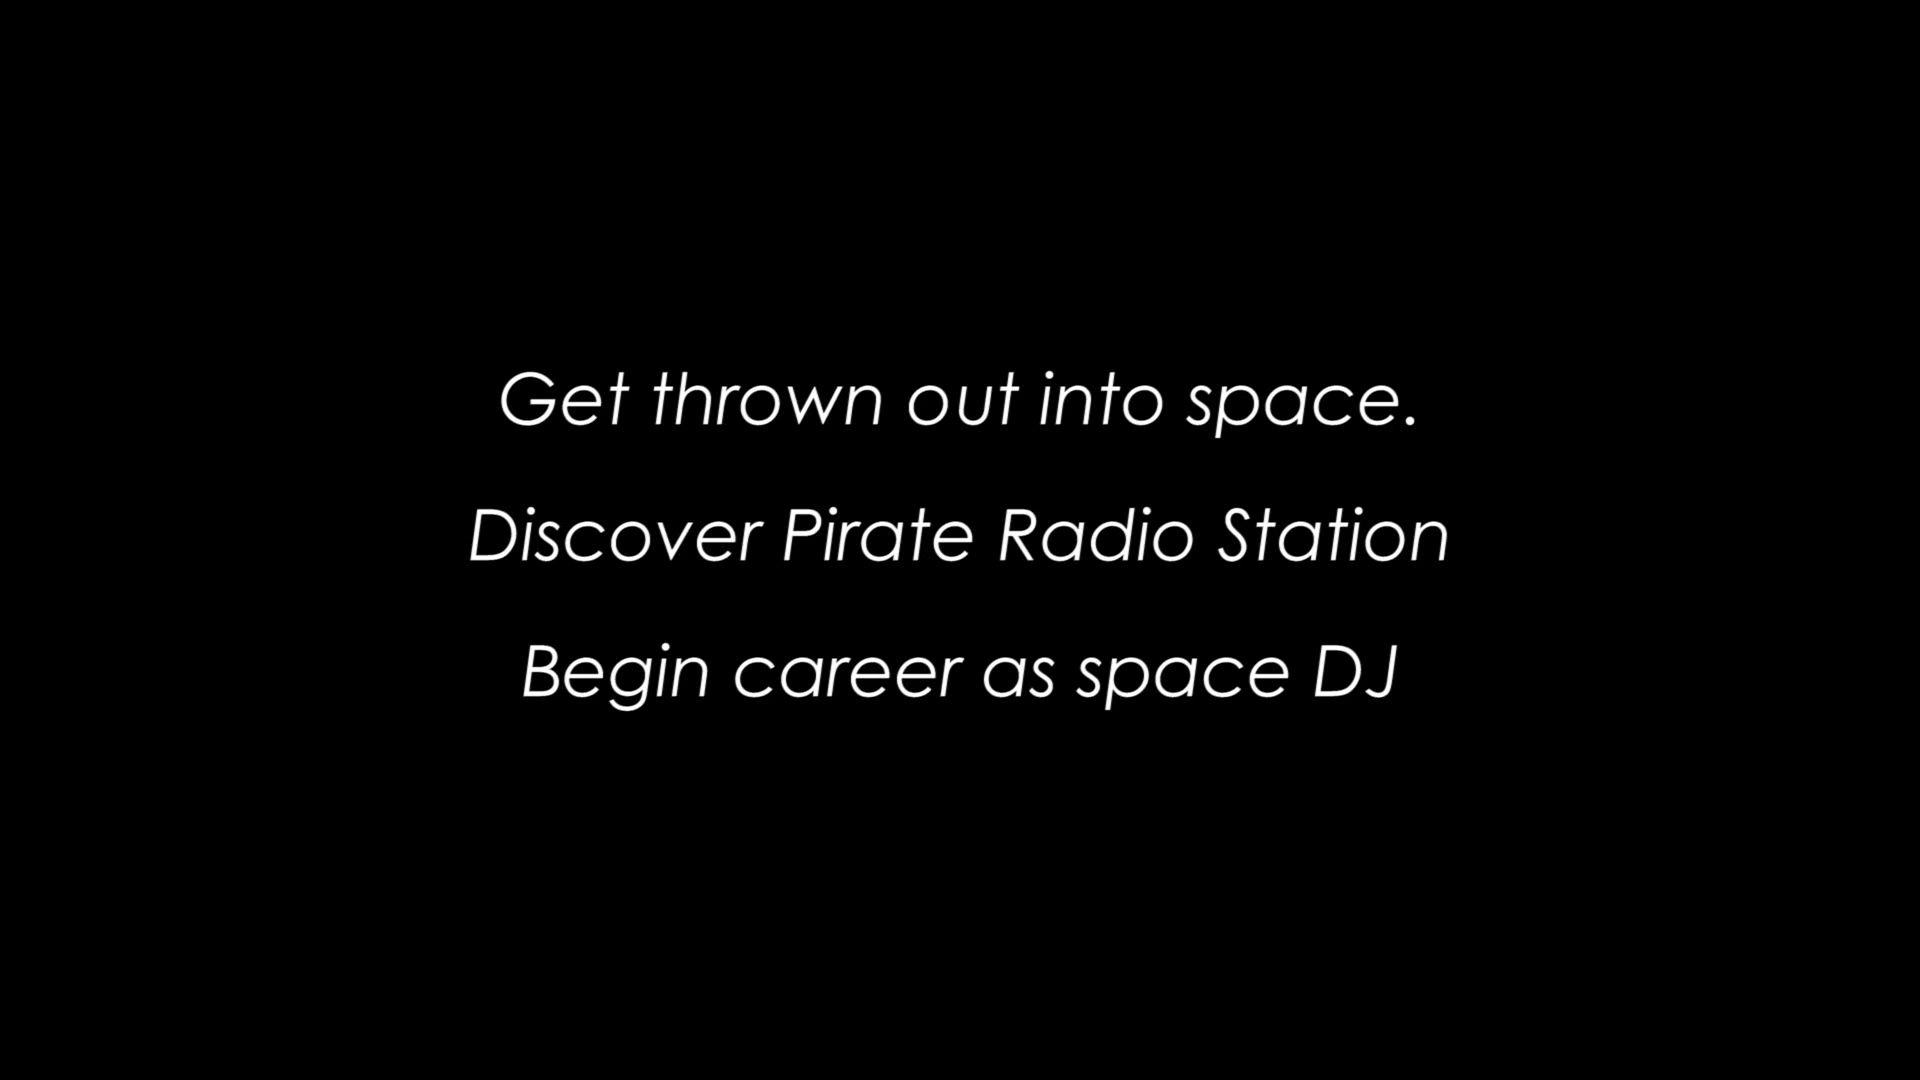 Get thrown out into space.
Discover Pirate Radio Station
Begin career as space DJ